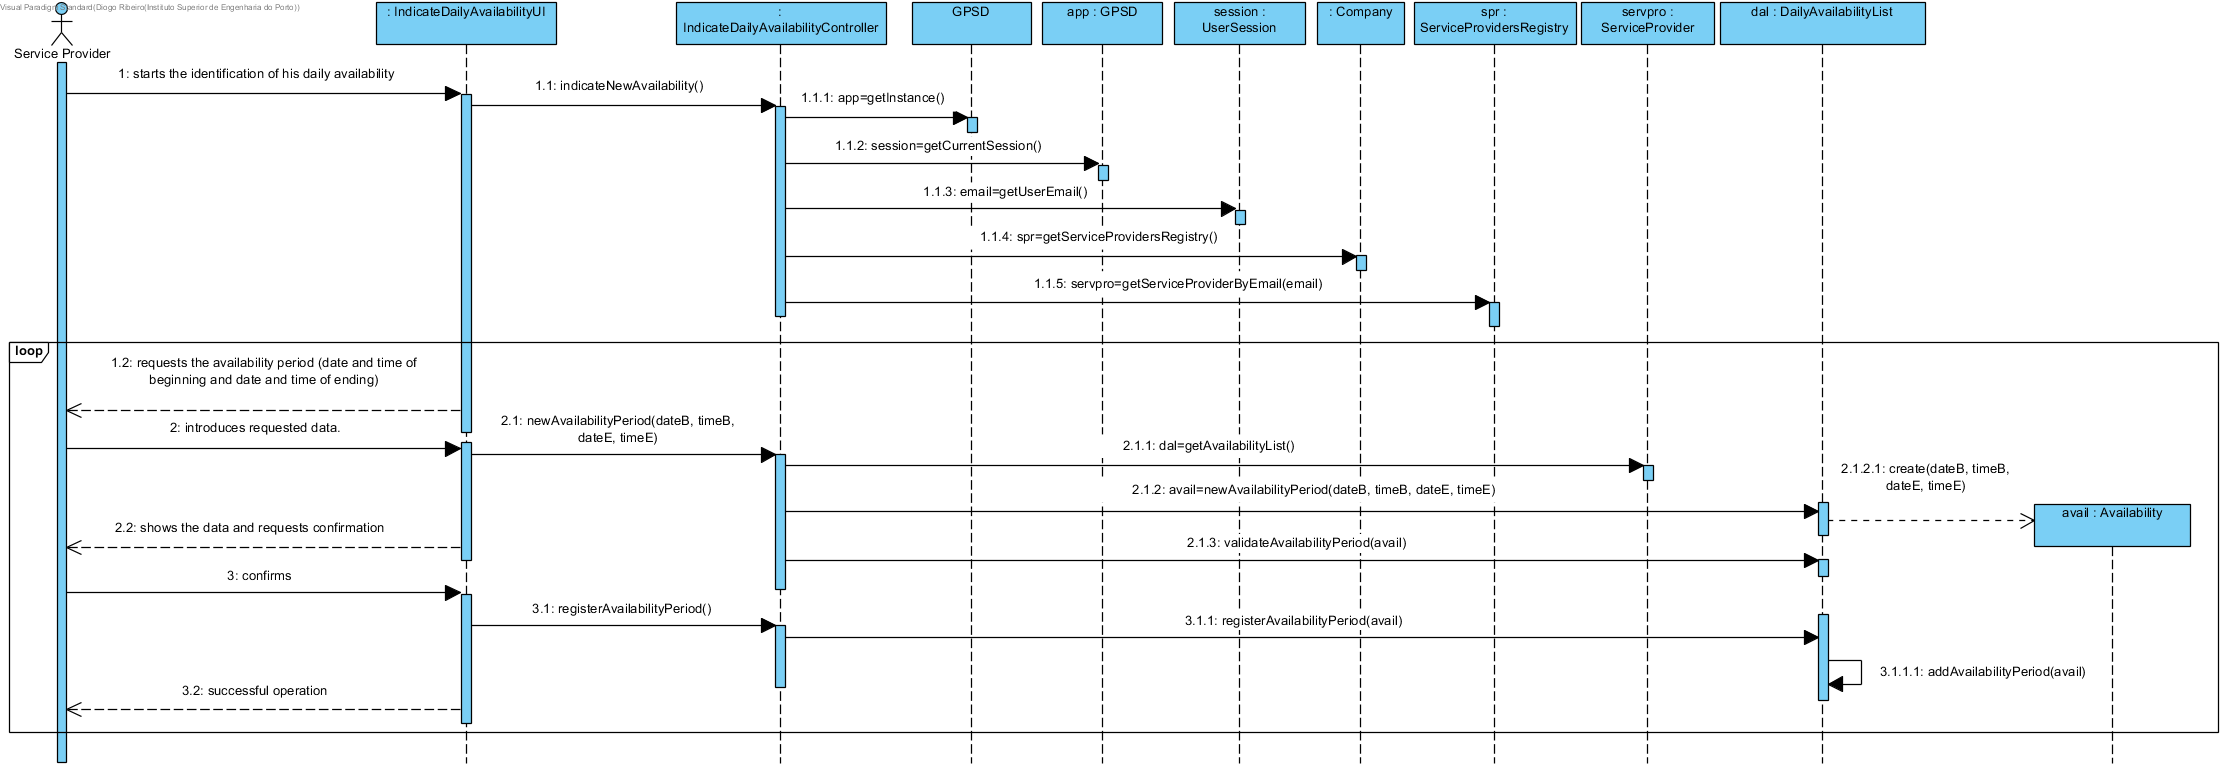 Visual Paradigm Standard(Diogo Ribeiro(Instituto Superior de Engenharia do Porto))
Service Provider
: IndicateDailyAvailabilityUI
:
IndicateDailyAvailabilityController
GPSD
app : GPSD
session :
UserSession
: Company
spr :
ServiceProvidersRegistry
servpro :
ServiceProvider
dal : DailyAvailabilityList
1: starts the identification of his daily availability
1.1: indicateNewAvailability()
1.1.1: app=getInstance()
1.1.2: session=getCurrentSession()
1.1.3: email=getUserEmail()
1.1.4: spr=getServiceProvidersRegistry()
1.1.5: servpro=getServiceProviderByEmail(email)
loop
1.2: requests the availability period (date and time of
beginning and date and time of ending)
2: introduces requested data.
2.1: newAvailabilityPeriod(dateB, timeB,
dateE, timeE)
2.1.1: dal=getAvailabilityList()
2.1.2: avail=newAvailabilityPeriod(dateB, timeB, dateE, timeE)
2.1.2.1: create(dateB, timeB,
dateE, timeE)
avail : Availability
2.2: shows the data and requests confirmation
2.1.3: validateAvailabilityPeriod(avail)
3: confirms
3.1: registerAvailabilityPeriod()
3.1.1: registerAvailabilityPeriod(avail)
3.1.1.1: addAvailabilityPeriod(avail)
3.2: successful operation